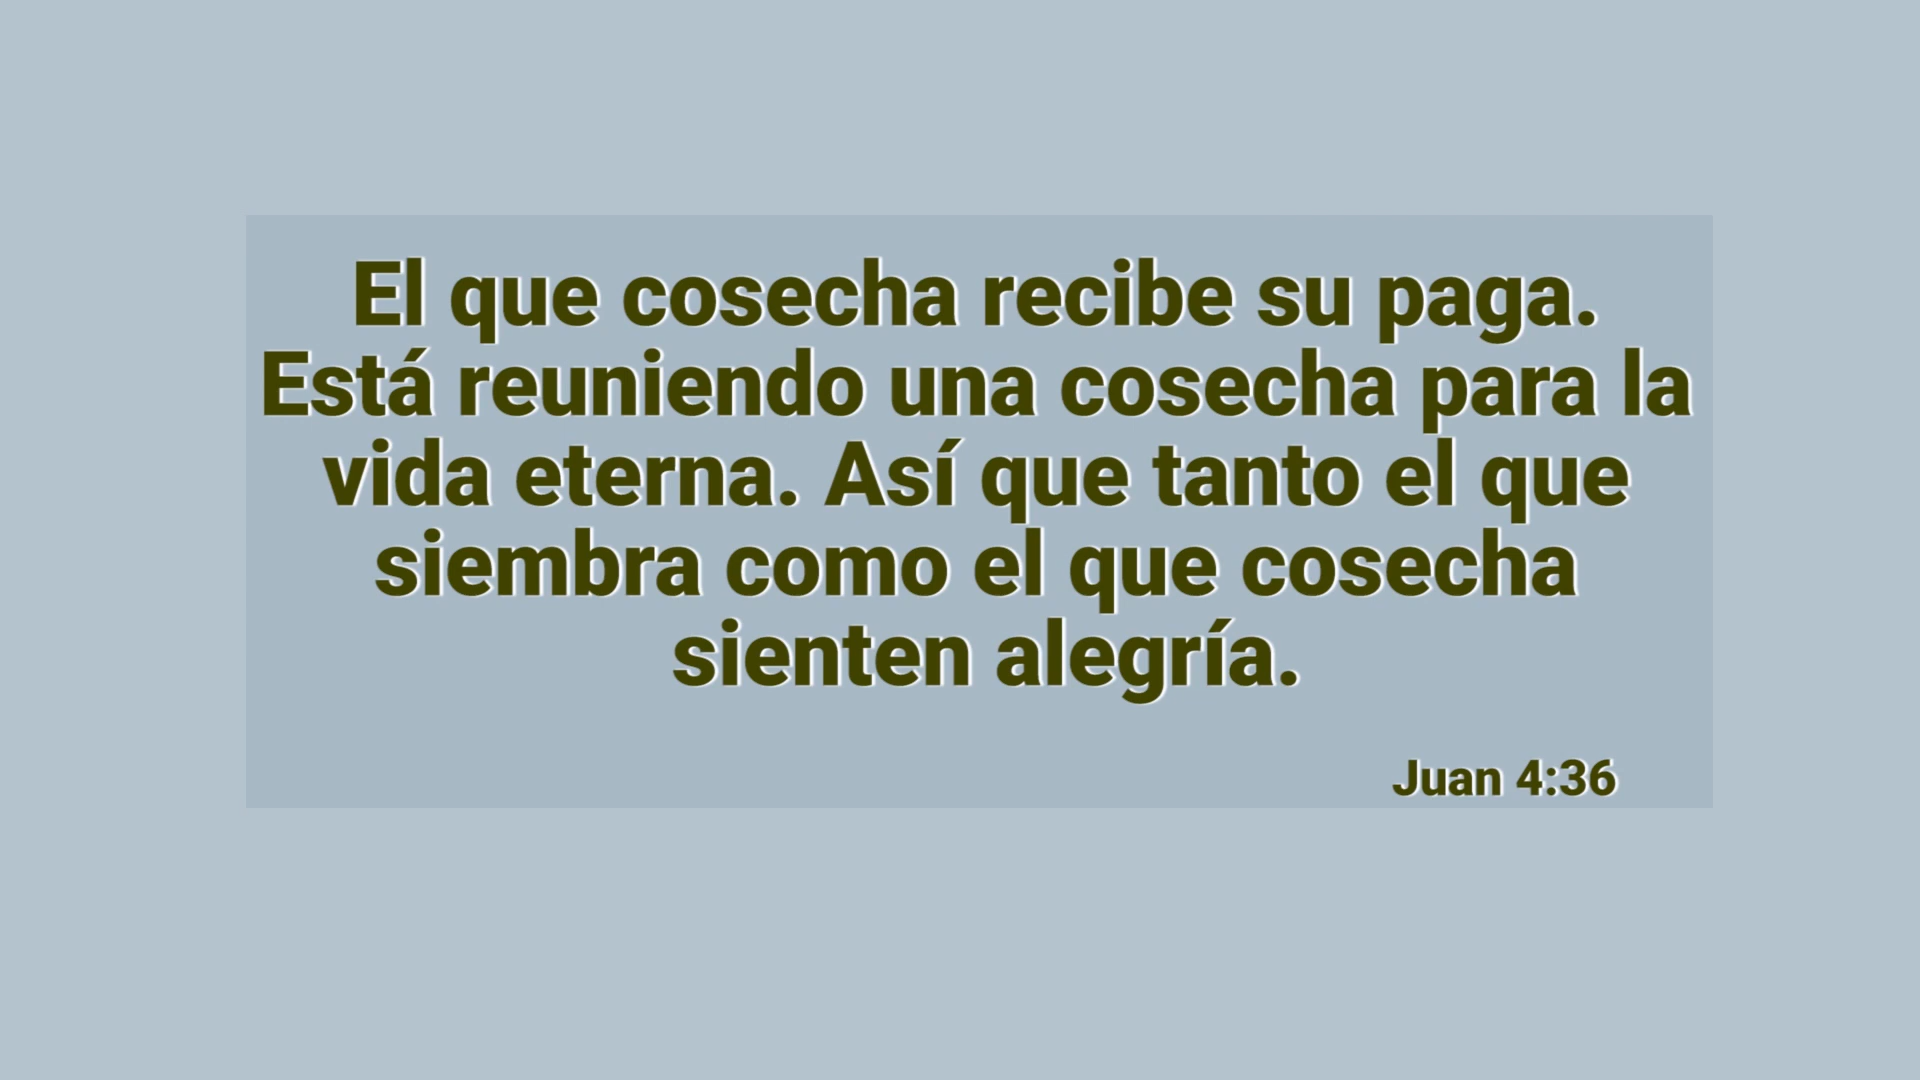 El que cosecha recibe su paga.
Está reuniendo una cosecha para la
vida eterna. Así que tanto el que
siembra como el que cosecha
sienten alegría.
Juan 4:36